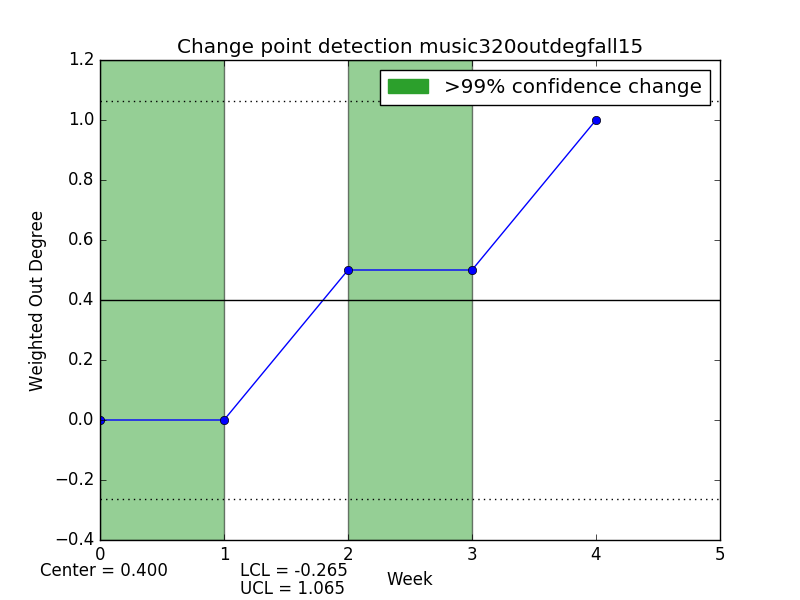 Change point detection music320outdegfall15
>99% confidence change
Weighted Out Degree
1.2
1.0
0.8
0.6
0.4
0.2
0.0
−0.2
−0.4
0 1 2 3 4 5
Week
Center = 0.400
LCL = -0.265
UCL = 1.065